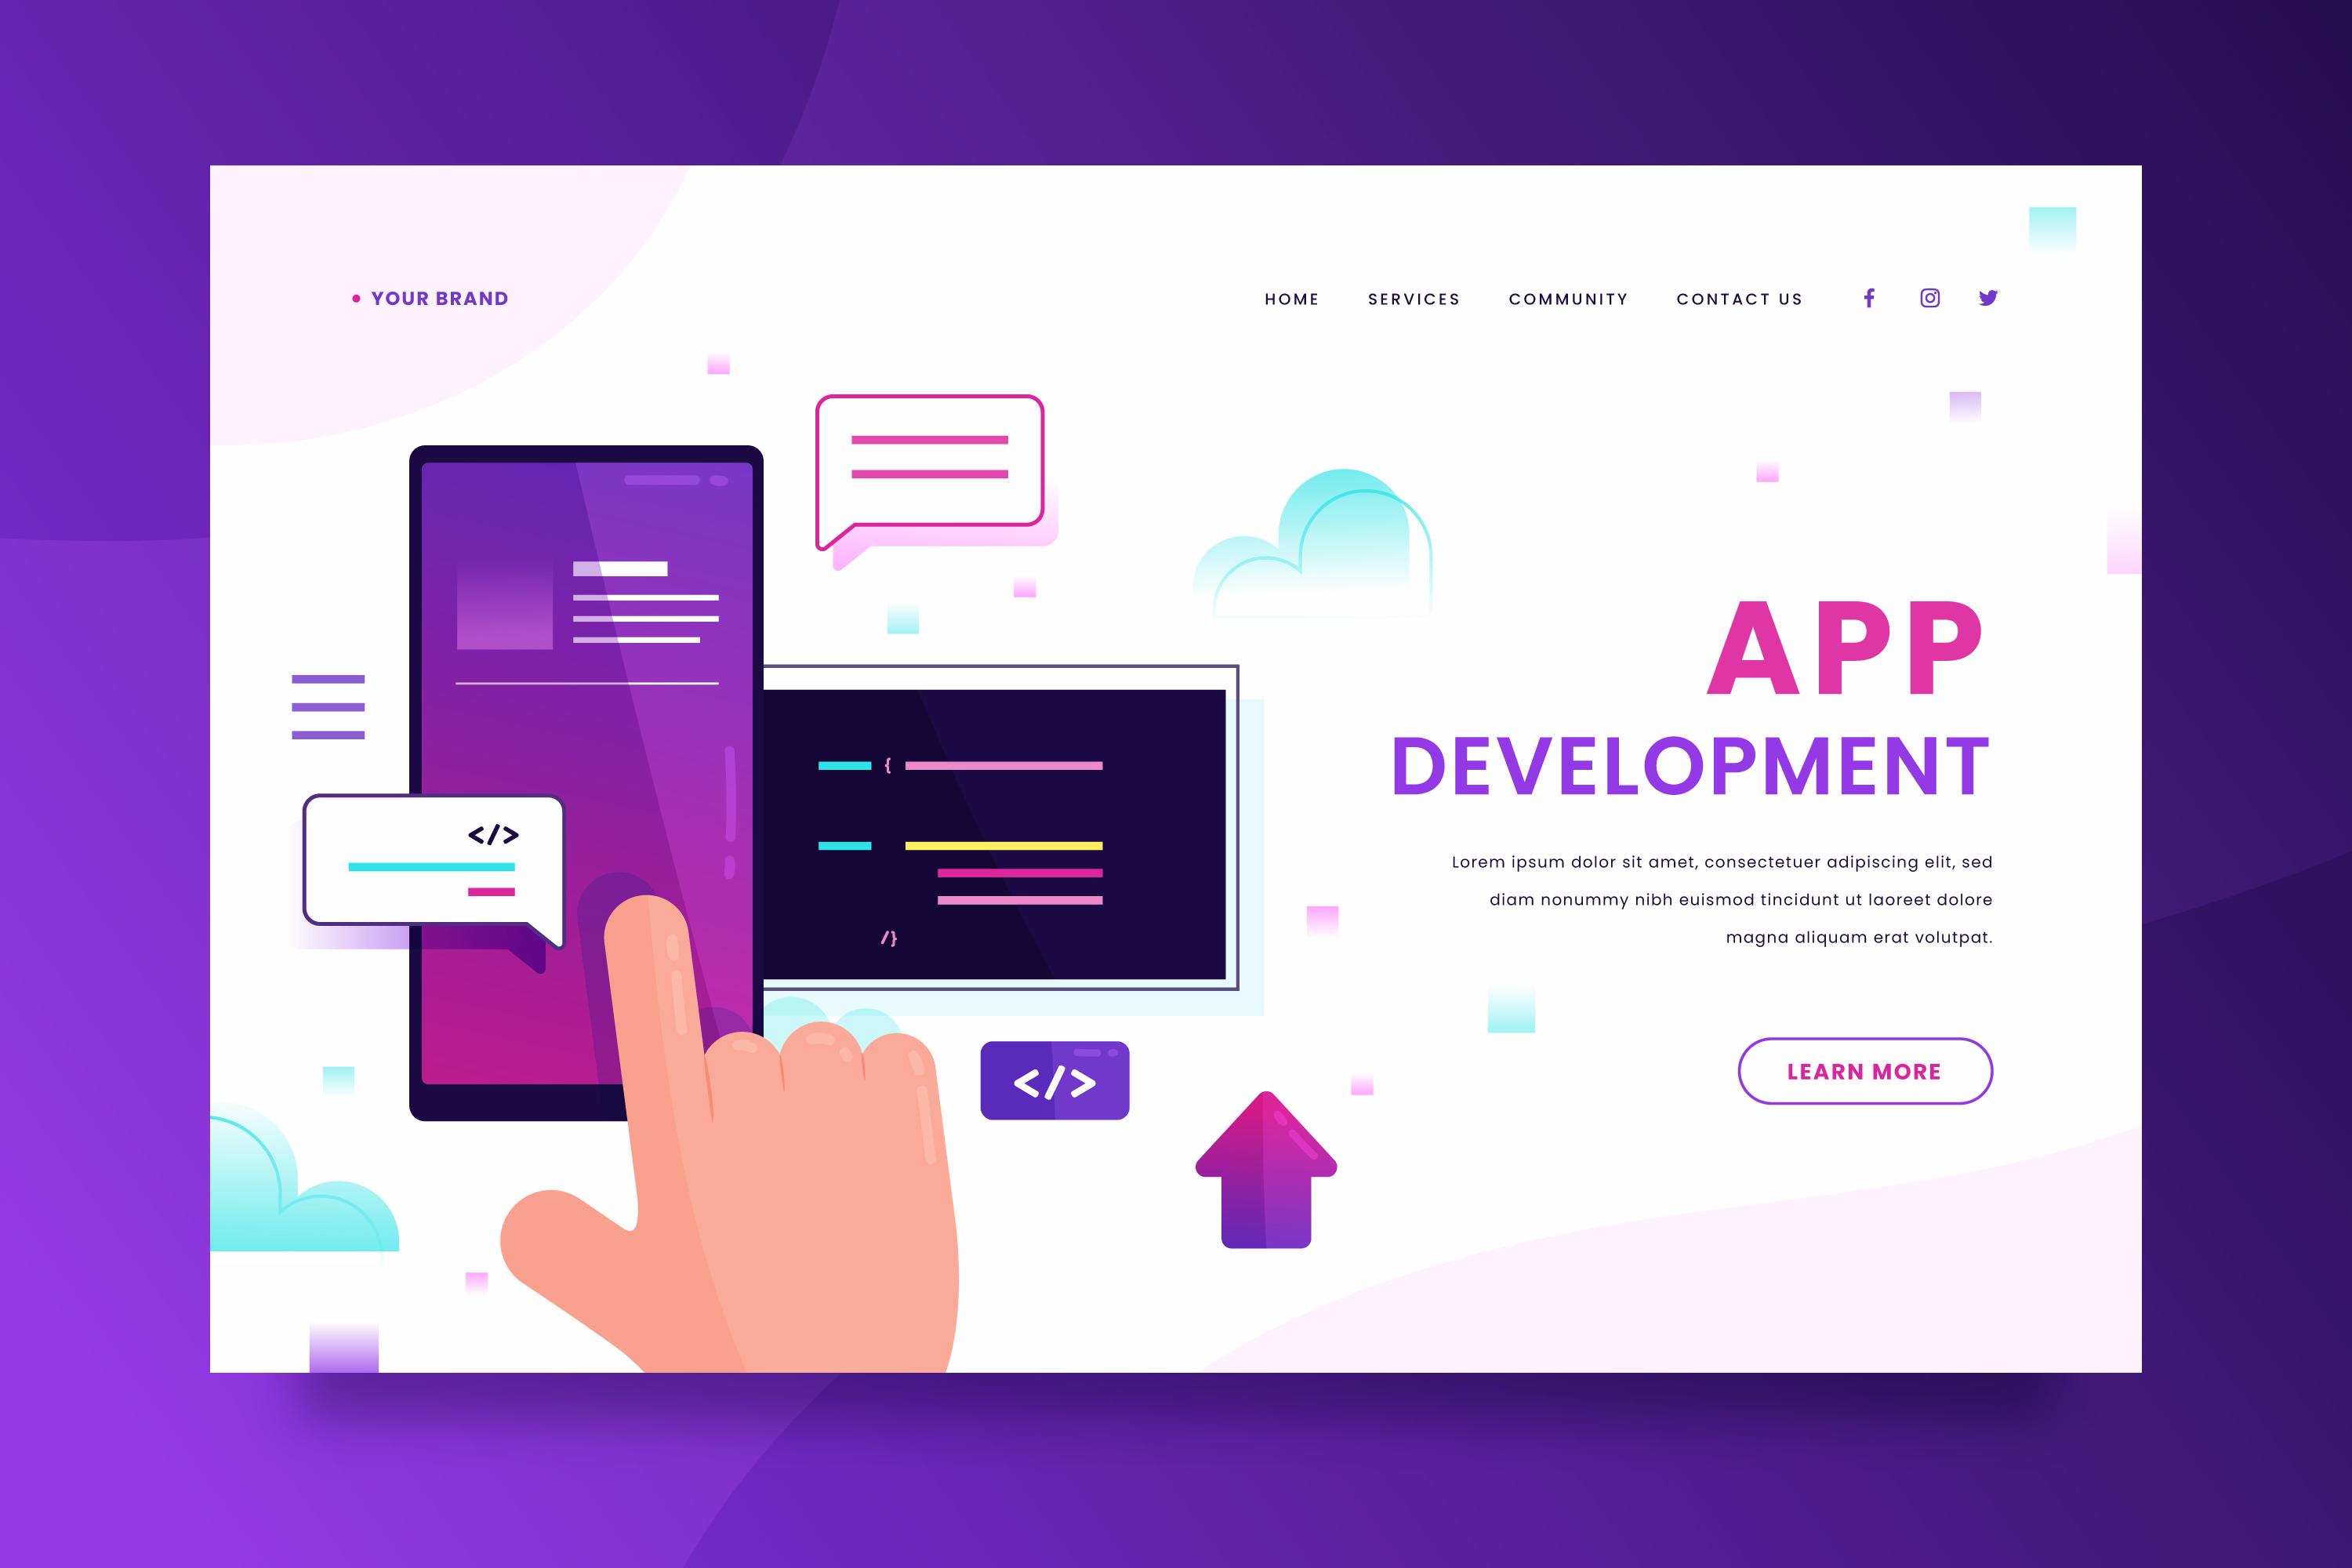 YOUR BRAND
HOME SERVICES COMMUNITY CONTACT US
APP
DEVELOPMENT
Lorem ipsum dolor sit amet, consectetuer adipiscing elit, sed
diam nonummy nibh euismod tincidunt ut laoreet dolore
magna aliquam erat volutpat.
LEARN MORE
{
/}
</>
</>